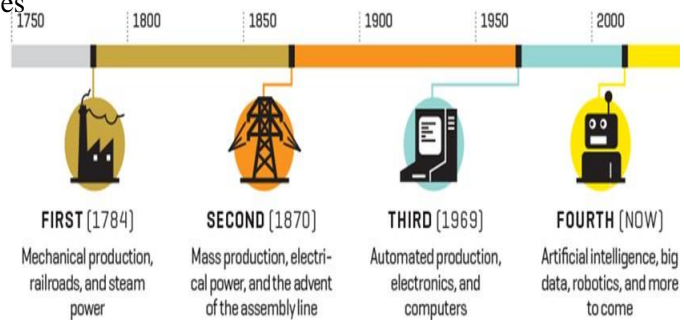 es
1750 1800 1850 1900 1950 2000
FIRST (1784)
Mechanical production,
railroads, and steam
power
SECOND (1870)
Mass production, electri-
cal power, and the advent
of the assembly line
THIRD (1969)
Automated production,
electronics, and
computers
FOURTH (NOW)
Artificial intelligence, big
data, robotics, and more
to come